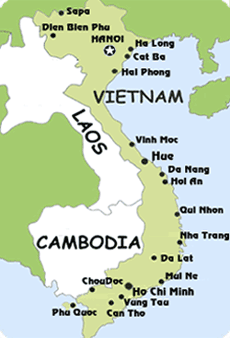 Sapa
Dien Bien Phu
HANOI
Ha Long
Cat Ba
Hai Phong
VIETNAM
LAOS
Vinh Moc
Hue
Da Nang
Hoi An
Qui Nhon
CAMBODIA
Nha Trang
Da Lat
Mui Ne
ChouDoc
Ho Chi Minh
Vung Tau
Phu Quoc
Can Tho